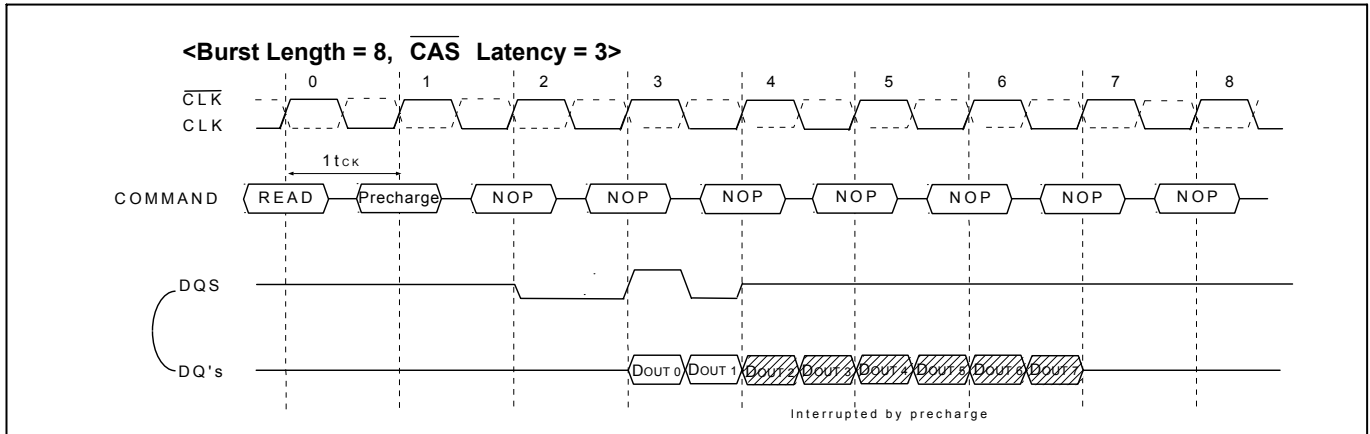 <Burst Length = 8, CAS Latency = 3>
0 1 2 3 4 5 6 7 8
CLK
CLK
1tCK
COMMAND READ Precharge NOP NOP NOP NOP NOP NOP NOP
DQS
DQ's DOUT 0 DOUT 1 DOUT 2 DOUT 3 DOUT 4 DOUT 5 DOUT 6 DOUT 7
Interrupted by precharge